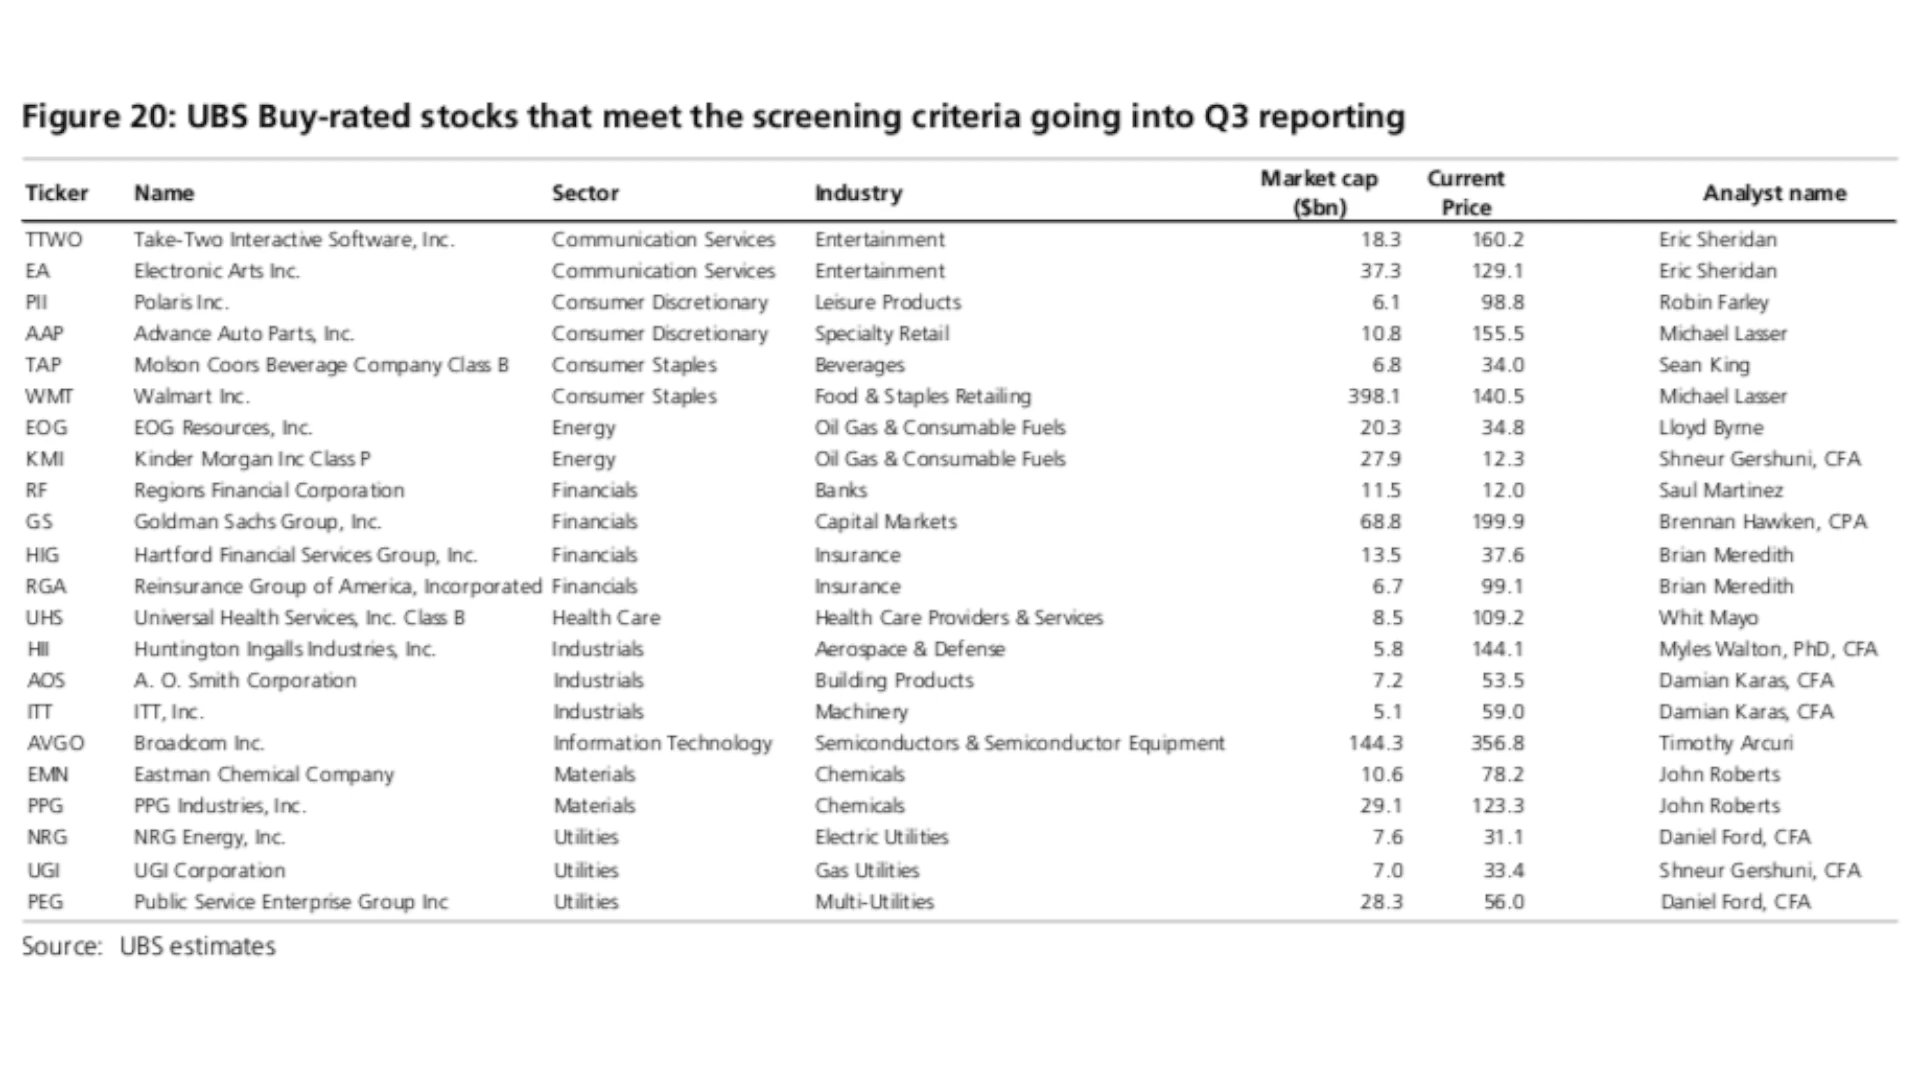 Figure 20: UBS Buy-rated stocks that meet the screening criteria going into Q3 reporting
Ticker Name Sector Industry Market cap ($bn) Current Price Analyst name
TTWO Take-Two Interactive Software, Inc. Communication Services Entertainment 18.3 160.2 Eric Sheridan
EA Electronic Arts Inc. Communication Services Entertainment 37.3 129.1 Eric Sheridan
PII Polaris Inc. Consumer Discretionary Leisure Products 6.1 98.8 Robin Farley
AAP Advance Auto Parts, Inc. Consumer Discretionary Specialty Retail 10.8 155.5 Michael Lasser
TAP Molson Coors Beverage Company Class B Consumer Staples Beverages 6.8 34.0 Sean King
WMT Walmart Inc. Consumer Staples Food & Staples Retailing 398.1 140.5 Michael Lasser
EOG EOG Resources, Inc. Energy Oil Gas & Consumable Fuels 20.3 34.8 Lloyd Byrne
KMI Kinder Morgan Inc Class P Energy Oil Gas & Consumable Fuels 27.9 12.3 Shneur Gershuni, CFA
RF Regions Financial Corporation Financials Banks 11.5 12.0 Saul Martinez
GS Goldman Sachs Group, Inc. Financials Capital Markets 68.8 199.9 Brennan Hawken, CPA
HIG Hartford Financial Services Group, Inc. Financials Insurance 13.5 37.6 Brian Meredith
RGA Reinsurance Group of America, Incorporated Financials Insurance 6.7 99.1 Brian Meredith
UHS Universal Health Services, Inc. Class B Health Care Health Care Providers & Services 8.5 109.2 Whit Mayo
HII Huntington Ingalls Industries, Inc. Industrials Aerospace & Defense 5.8 144.1 Myles Walton, PhD, CFA
AOS A. O. Smith Corporation Industrials Building Products 7.2 53.5 Damian Karas, CFA
ITT ITT, Inc. Industrials Machinery 5.1 59.0 Damian Karas, CFA
AVGO Broadcom Inc. Information Technology Semiconductors & Semiconductor Equipment 144.3 356.8 Timothy Arcuri
EMN Eastman Chemical Company Materials Chemicals 10.6 78.2 John Roberts
PPG PPG Industries, Inc. Materials Chemicals 29.1 123.3 John Roberts
NRG NRG Energy, Inc. Utilities Electric Utilities 7.6 31.1 Daniel Ford, CFA
UGI UGI Corporation Utilities Gas Utilities 7.0 33.4 Shneur Gershuni, CFA
PEG Public Service Enterprise Group Inc Utilities Multi-Utilities 28.3 56.0 Daniel Ford, CFA
Source: UBS estimates